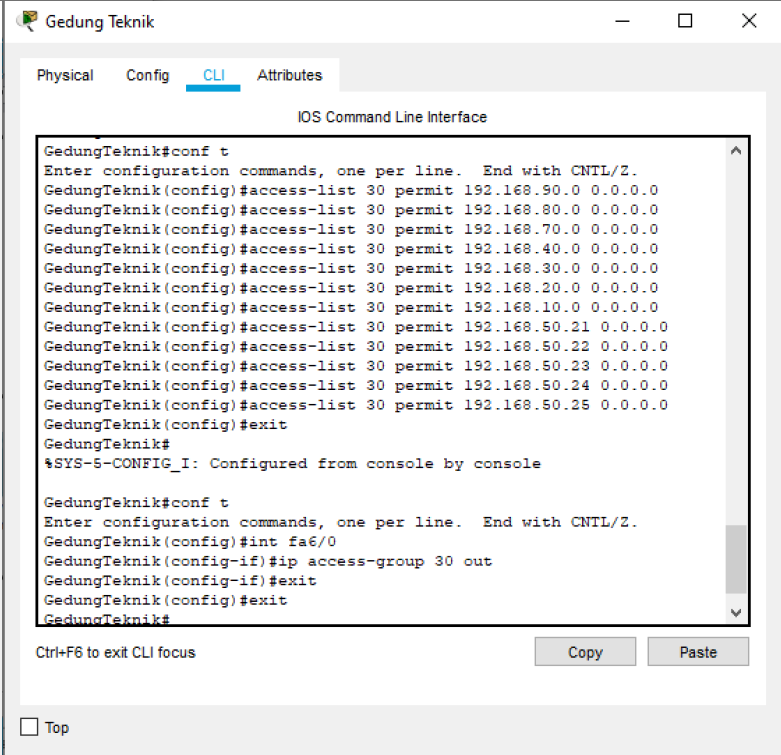 Gedung Teknik
Physical Config CLI Attributes
IOS Command Line Interface
GedungTeknik#conf t
Enter configuration commands, one per line.  End with CNTL/Z.
GedungTeknik(config)#access-list 30 permit 192.168.90.0 0.0.0.0
GedungTeknik(config)#access-list 30 permit 192.168.80.0 0.0.0.0
GedungTeknik(config)#access-list 30 permit 192.168.70.0 0.0.0.0
GedungTeknik(config)#access-list 30 permit 192.168.40.0 0.0.0.0
GedungTeknik(config)#access-list 30 permit 192.168.30.0 0.0.0.0
GedungTeknik(config)#access-list 30 permit 192.168.20.0 0.0.0.0
GedungTeknik(config)#access-list 30 permit 192.168.10.0 0.0.0.0
GedungTeknik(config)#access-list 30 permit 192.168.50.21 0.0.0.0
GedungTeknik(config)#access-list 30 permit 192.168.50.22 0.0.0.0
GedungTeknik(config)#access-list 30 permit 192.168.50.23 0.0.0.0
GedungTeknik(config)#access-list 30 permit 192.168.50.24 0.0.0.0
GedungTeknik(config)#access-list 30 permit 192.168.50.25 0.0.0.0
GedungTeknik(config)#exit
GedungTeknik#
%SYS-5-CONFIG_I: Configured from console by console
GedungTeknik#conf t
Enter configuration commands, one per line.  End with CNTL/Z.
GedungTeknik(config)#int fa6/0
GedungTeknik(config-if)#ip access-group 30 out
GedungTeknik(config-if)#exit
GedungTeknik(config)#exit
GedungTeknik#
Ctrl+F6 to exit CLI focus
Copy Paste
Top